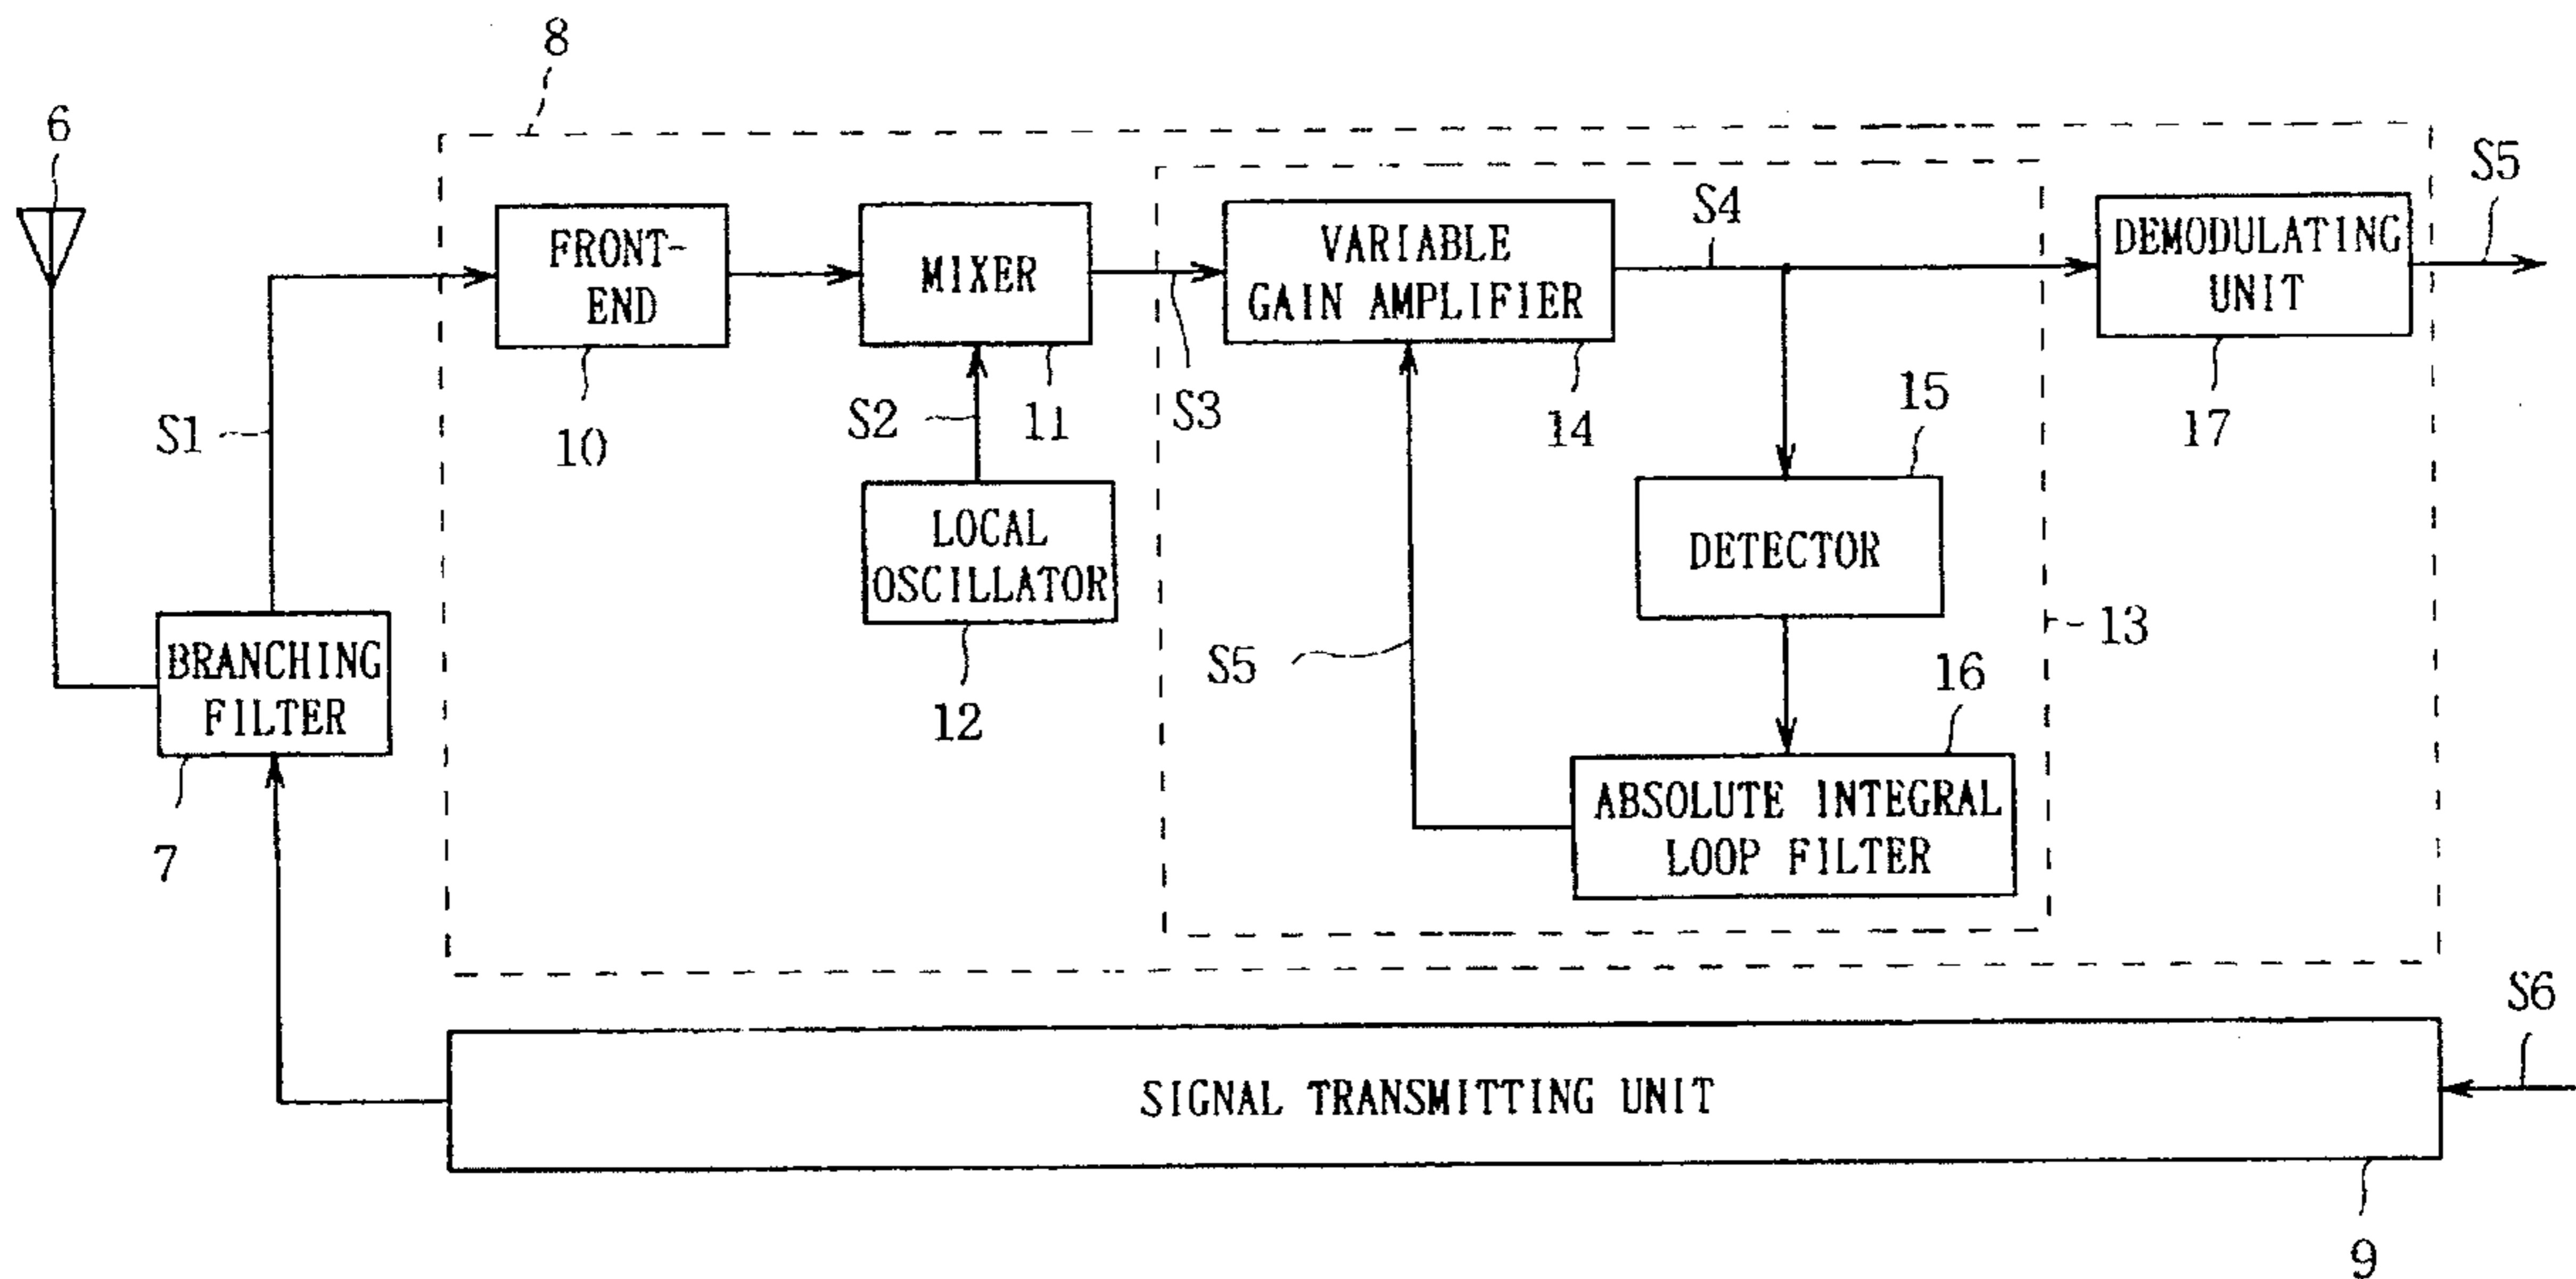 8
6
FRONT-
END
10
MIXER
11
S1
S2
LOCAL
OSCILLATOR
12
S3
VARIABLE
GAIN AMPLIFIER
14
S4
DEMODULATING
UNIT
17
S5
15
DETECTOR
13
S5
16
ABSOLUTE INTEGRAL
LOOP FILTER
BRANCHING
FILTER
7
S6
SIGNAL TRANSMITTING UNIT
9